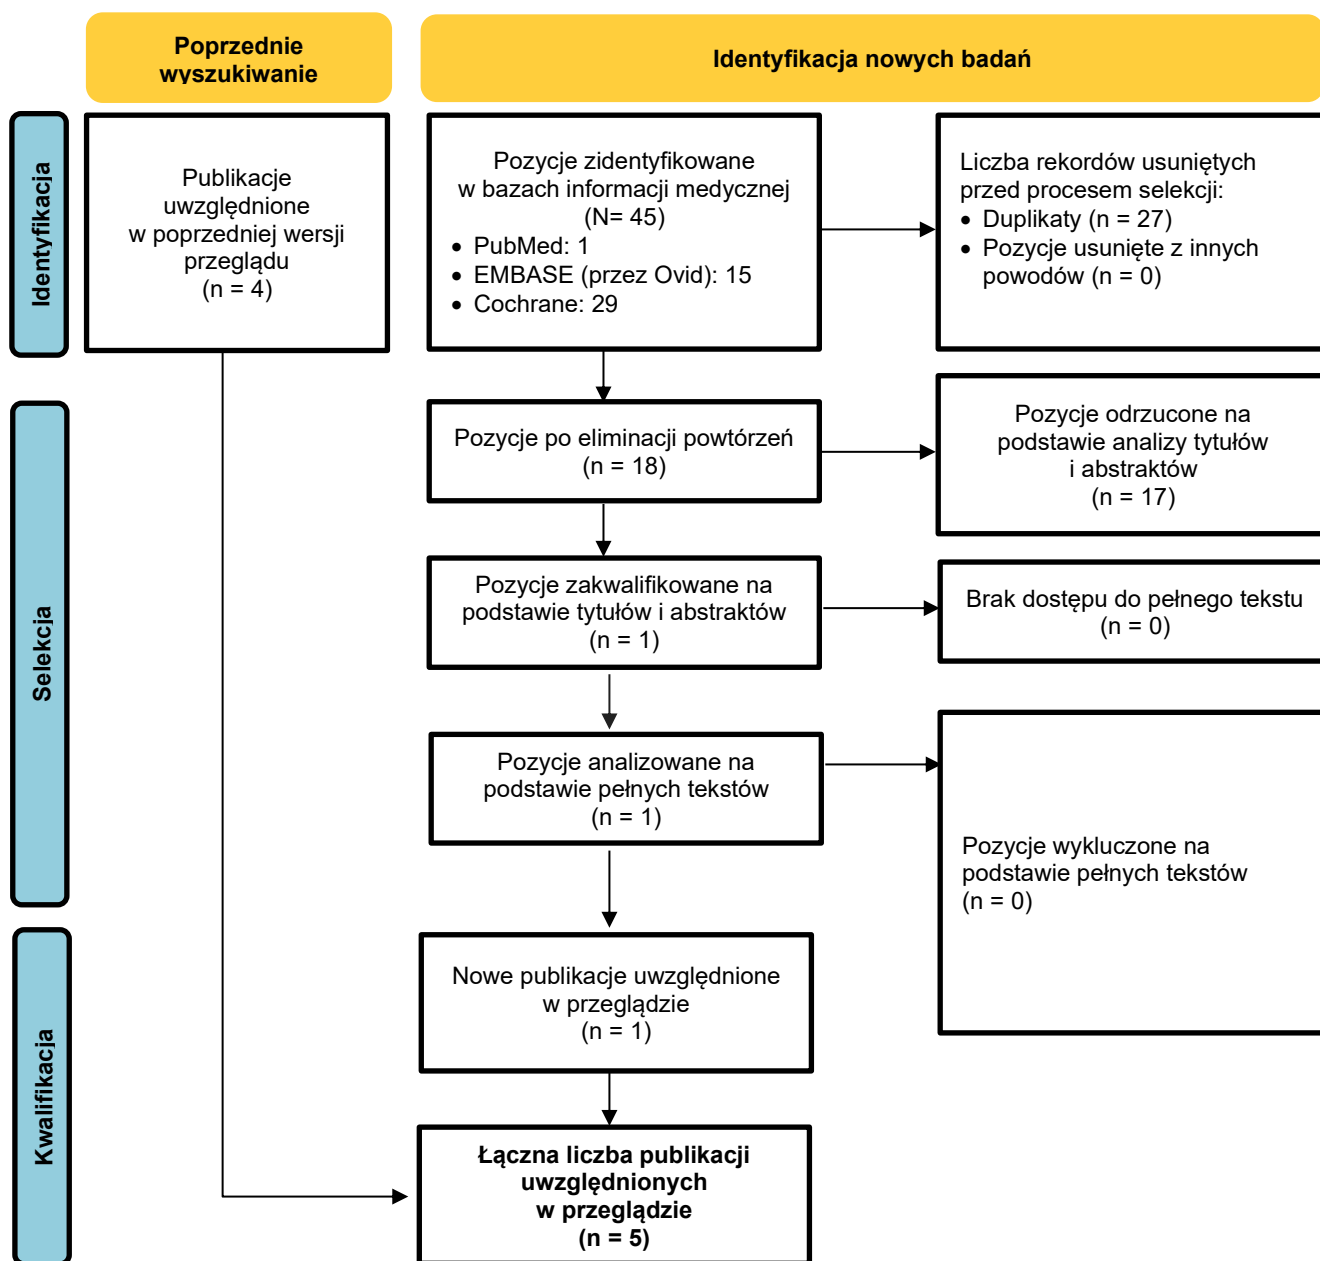 Poprzednie
wyszukiwanie
Identyfikacja nowych badań
Identyfikacja
Publikacje
uwzględnione
w poprzedniej wersji
przeglądu
(n = 4)
Pozycje zidentyfikowane
w bazach informacji medycznej
(N= 45)
• PubMed: 1
• EMBASE (przez Ovid): 15
• Cochrane: 29
Liczba rekordów usuniętych
przed procesem selekcji:
• Duplikaty (n = 27)
• Pozycje usunięte z innych
powodów (n = 0)
Selekcja
Pozycje po eliminacji powtórzeń
(n = 18)
Pozycje odrzucone na
podstawie analizy tytułów
i abstraktów
(n = 17)
Pozycje zakwalifikowane na
podstawie tytułów i abstraktów
(n = 1)
Brak dostępu do pełnego tekstu
(n = 0)
Pozycje analizowane na
podstawie pełnych tekstów
(n = 1)
Pozycje wykluczone na
podstawie pełnych tekstów
(n = 0)
Kwalifikacja
Nowe publikacje uwzględnione
w przeglądzie
(n = 1)
Łączna liczba publikacji
uwzględnionych
w przeglądzie
(n = 5)